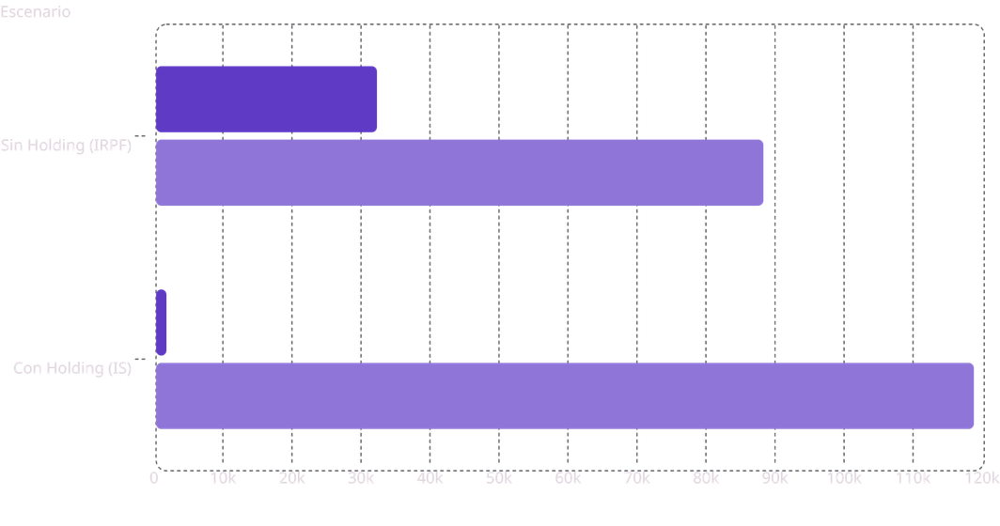 Escenario
Sin Holding (IRPF)
Con Holding (IS)
0 10k 20k 30k 40k 50k 60k 70k 80k 90k 100k 110k 120k